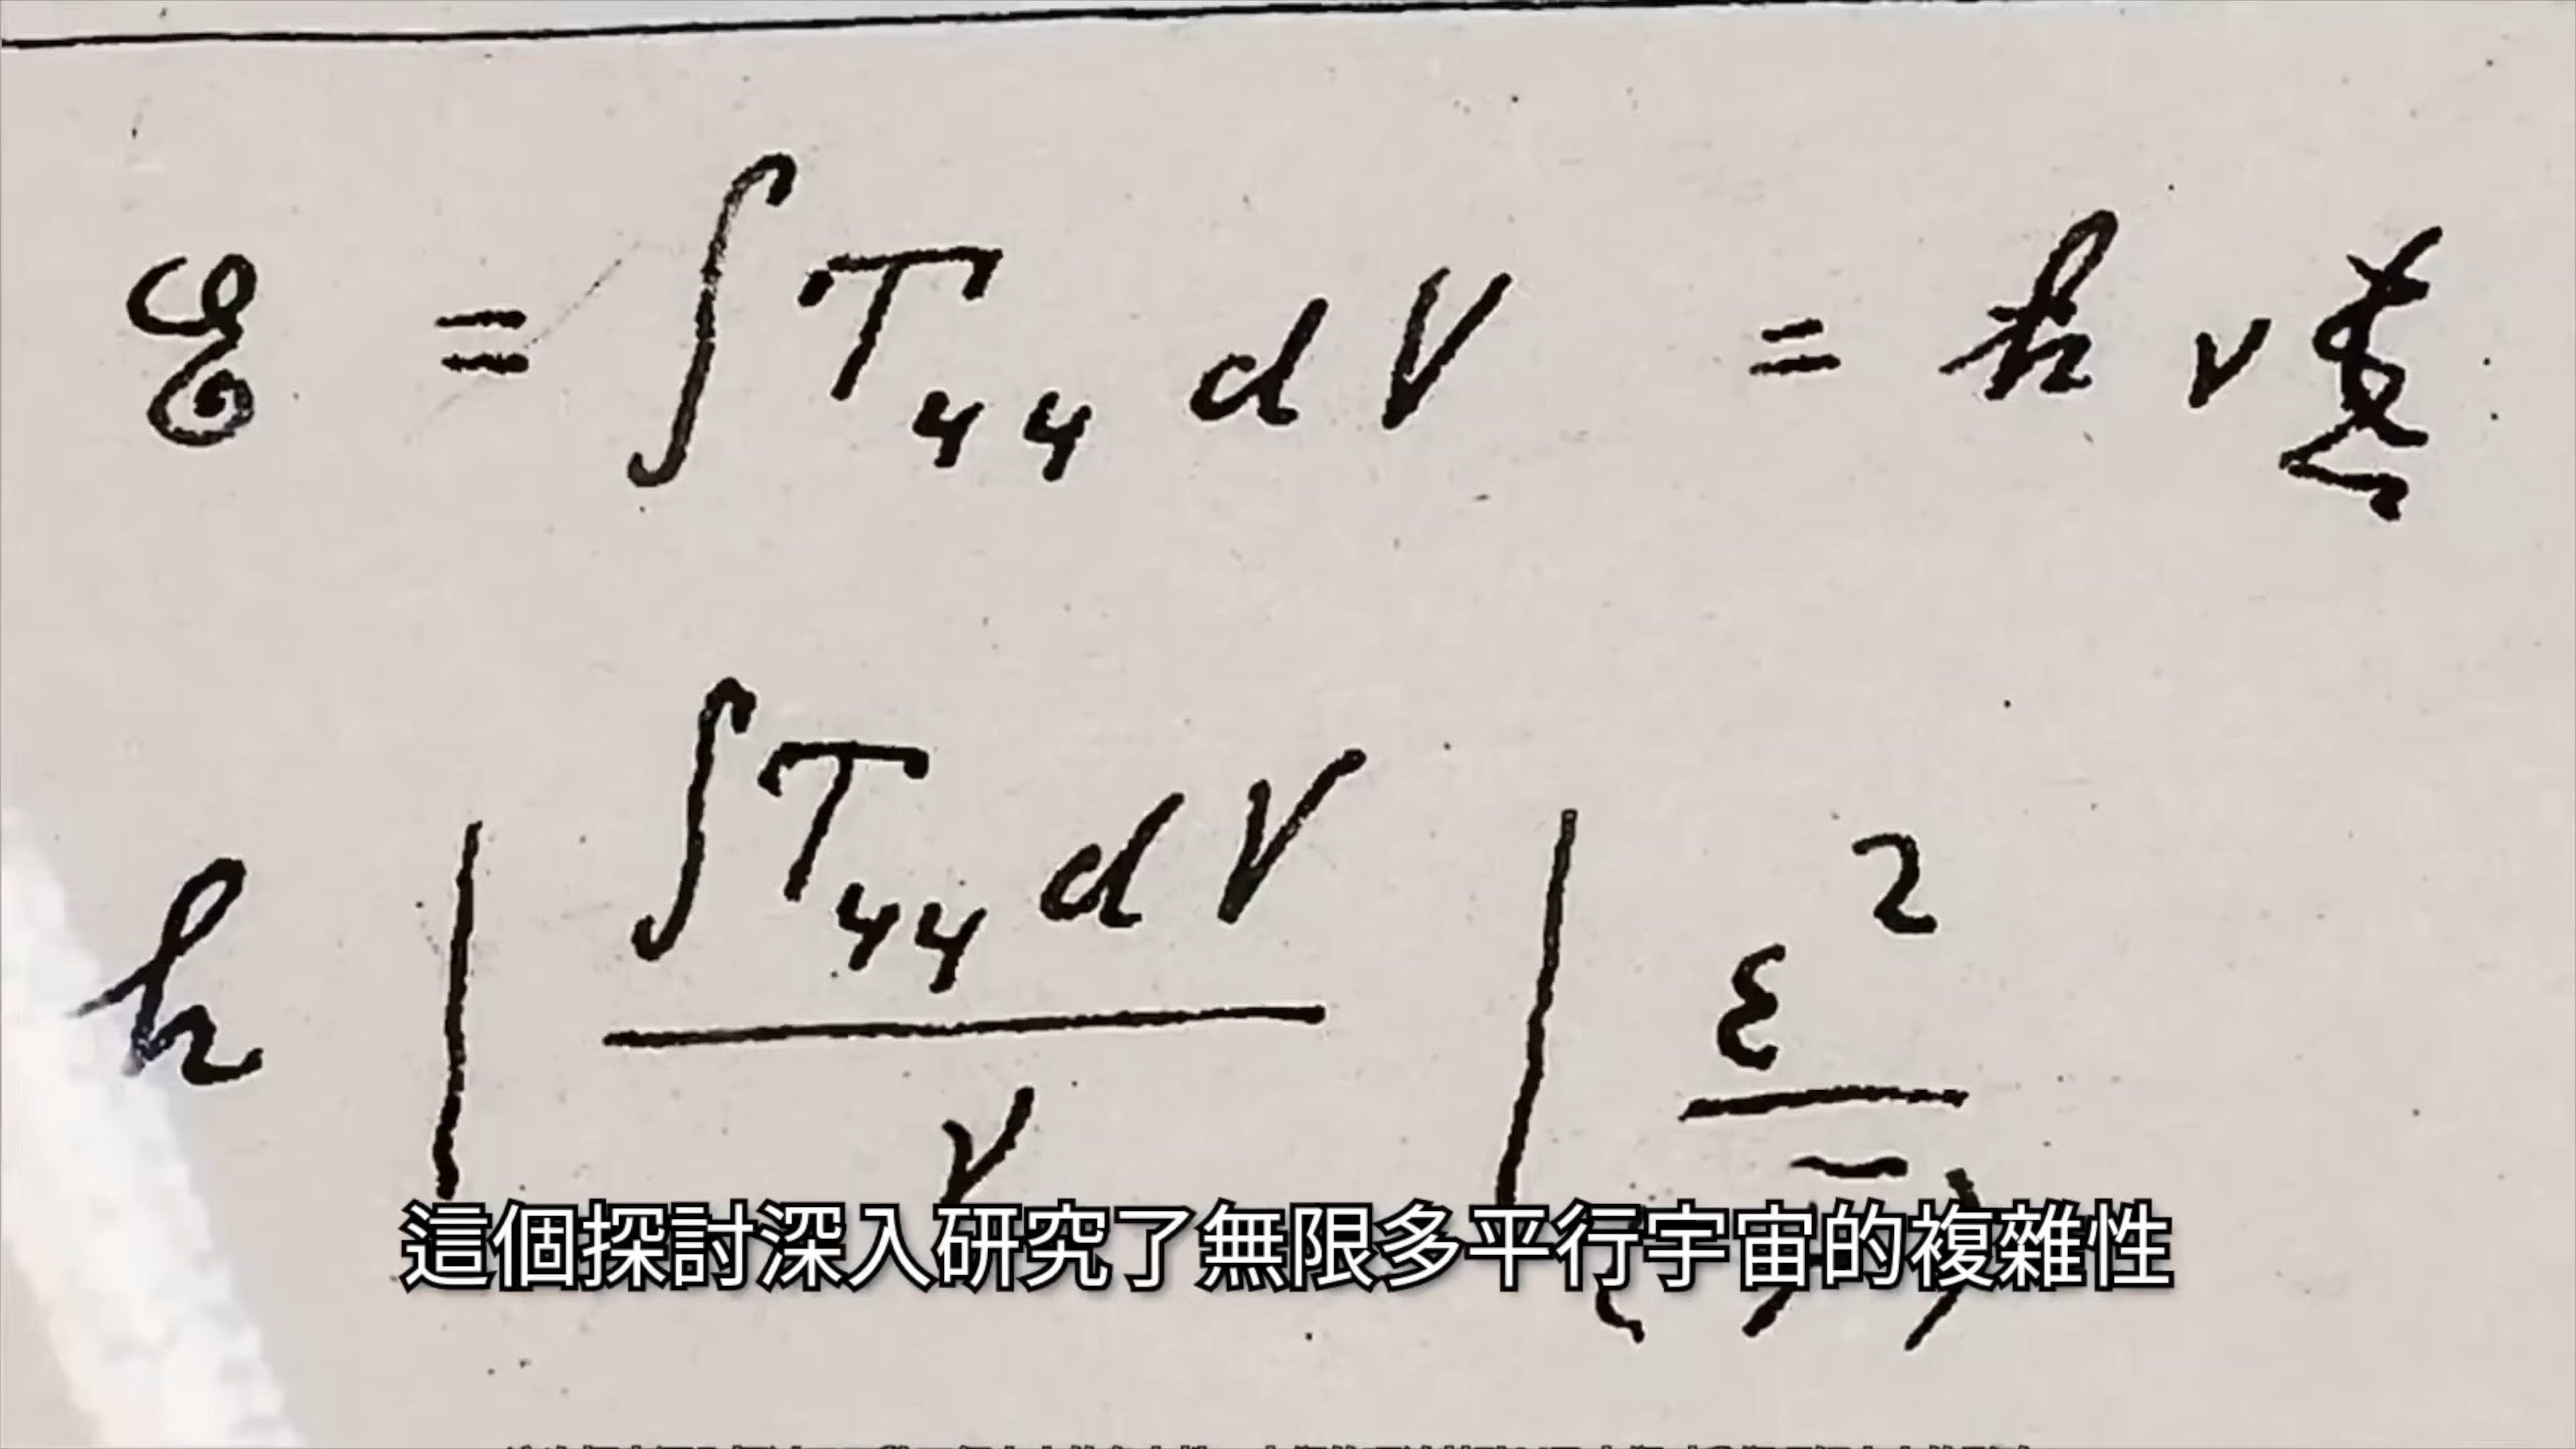 ℰ = ∫ T₄₄ dV = h ν
h | ∫ T₄₄ dV / ν | ε²
這個探討深入研究了無限多平行宇宙的複雜性